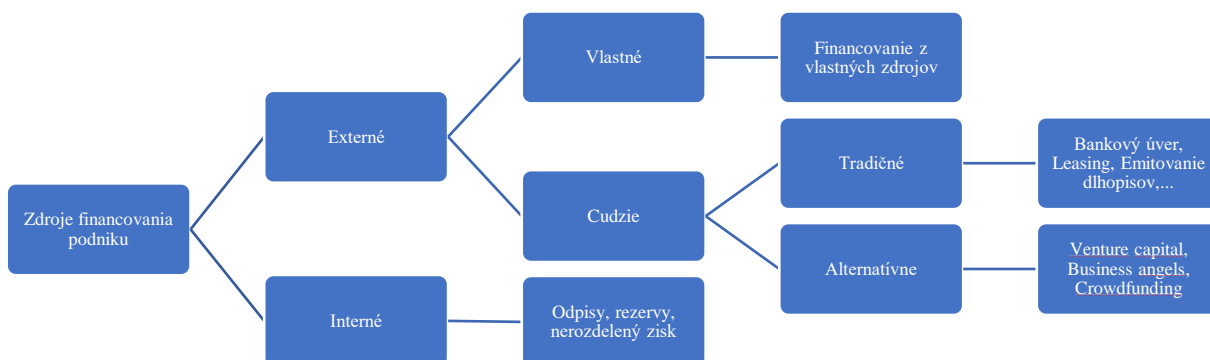 Vlastné
Financovanie z
vlastných zdrojov
Externé
Tradičné
Bankový úver,
Leasing, Emitovanie
dlhopisov,...
Zdroje financovania
podniku
Cudzie
Alternatívne
Venture capital,
Business angels,
Crowdfunding
Interné
Odpisy, rezervy,
nerozdelený zisk